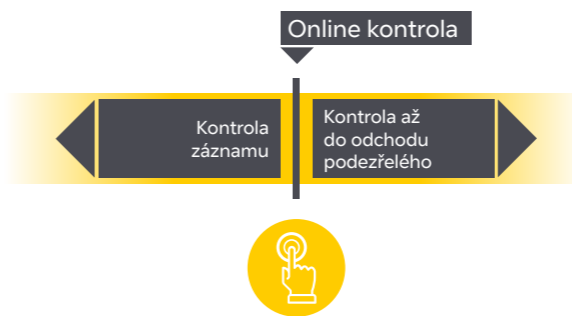 Online kontrola
Kontrola
záznamu
Kontrola až
do odchodu
podezřelého